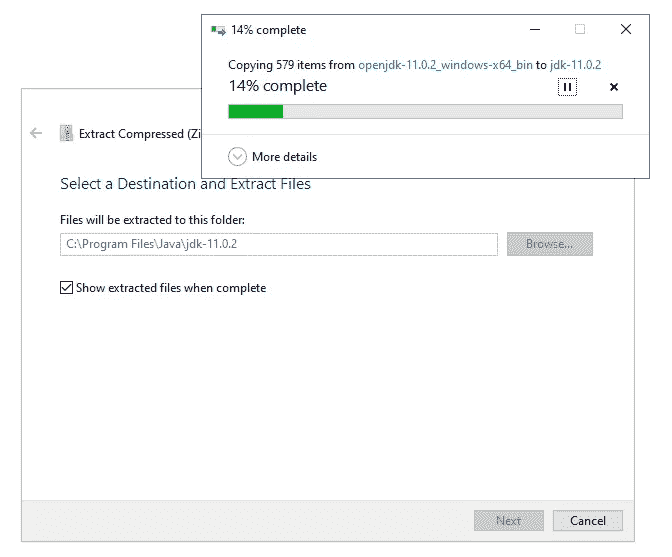 14% complete
Copying 579 items from openjdk-11.0.2_windows-x64_bin to jdk-11.0.2
14% complete
More details
Extract Compressed (Zi
Select a Destination and Extract Files
Files will be extracted to this folder:
C:\Program Files\Java\jdk-11.0.2
Browse...
Show extracted files when complete
Next
Cancel